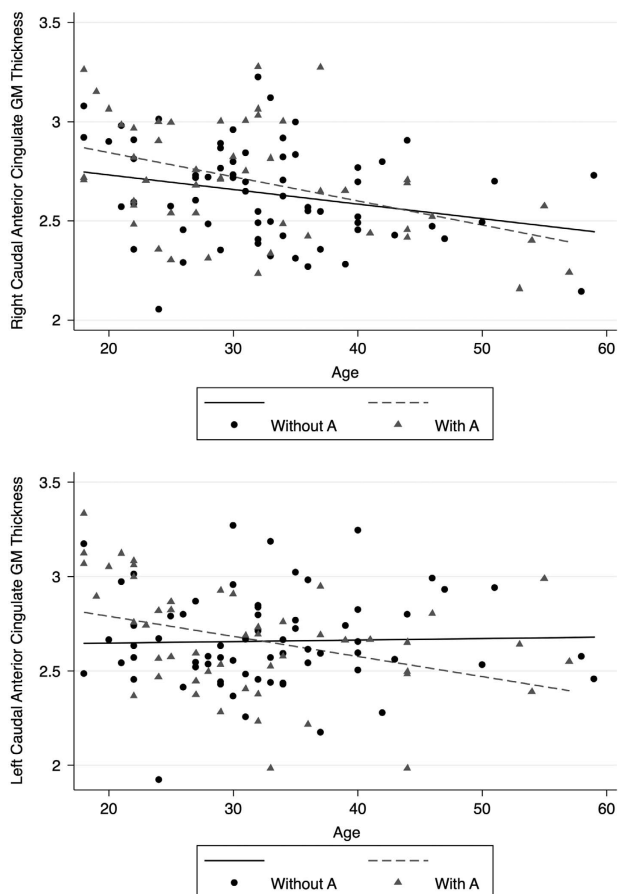 Right Caudal Anterior Cingulate GM Thickness
3.5
3
2.5
2
20 30 40 50 60
Age
Without A With A
Left Caudal Anterior Cingulate GM Thickness
3.5
3
2.5
2
20 30 40 50 60
Age
Without A With A